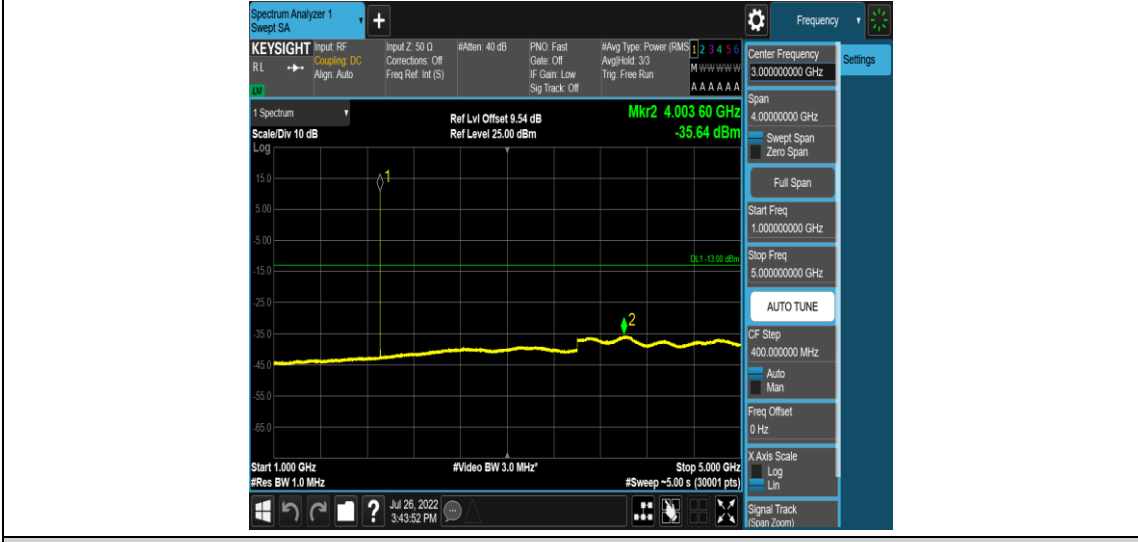 Spectrum Analyzer 1
Swept SA
Frequency
KEYSIGHT
RL
LXI
Input: RF
Coupling: DC
Align: Auto
Input Z: 50 Ω
Corrections: Off
Freq Ref: Int (S)
#Atten: 40 dB
PNO: Fast
Gate: Off
IF Gain: Low
Sig Track: Off
#Avg Type: Power (RMS
Avg|Hold: 3/3
Trig: Free Run
1 2 3 4 5 6
M W W W W W
A A A A A A
1 Spectrum
Scale/Div 10 dB
Log
Ref Lvl Offset 9.54 dB
Ref Level 25.00 dBm
Mkr2 4.003 60 GHz
-35.64 dBm
15.0
5.00
-5.00
-15.0
-25.0
-35.0
-45.0
-55.0
-65.0
1
DL1 -13.00 dBm
2
Start 1.000 GHz
#Res BW 1.0 MHz
#Video BW 3.0 MHz*
Stop 5.000 GHz
#Sweep ~5.00 s (30001 pts)
Center Frequency
3.000000000 GHz
Settings
Span
4.00000000 GHz
Swept Span
Zero Span
Full Span
Start Freq
1.000000000 GHz
Stop Freq
5.000000000 GHz
AUTO TUNE
CF Step
400.000000 MHz
Auto
Man
Freq Offset
0 Hz
X Axis Scale
Log
Lin
Signal Track
(Span Zoom)
?
Jul 26, 2022
3:43:52 PM